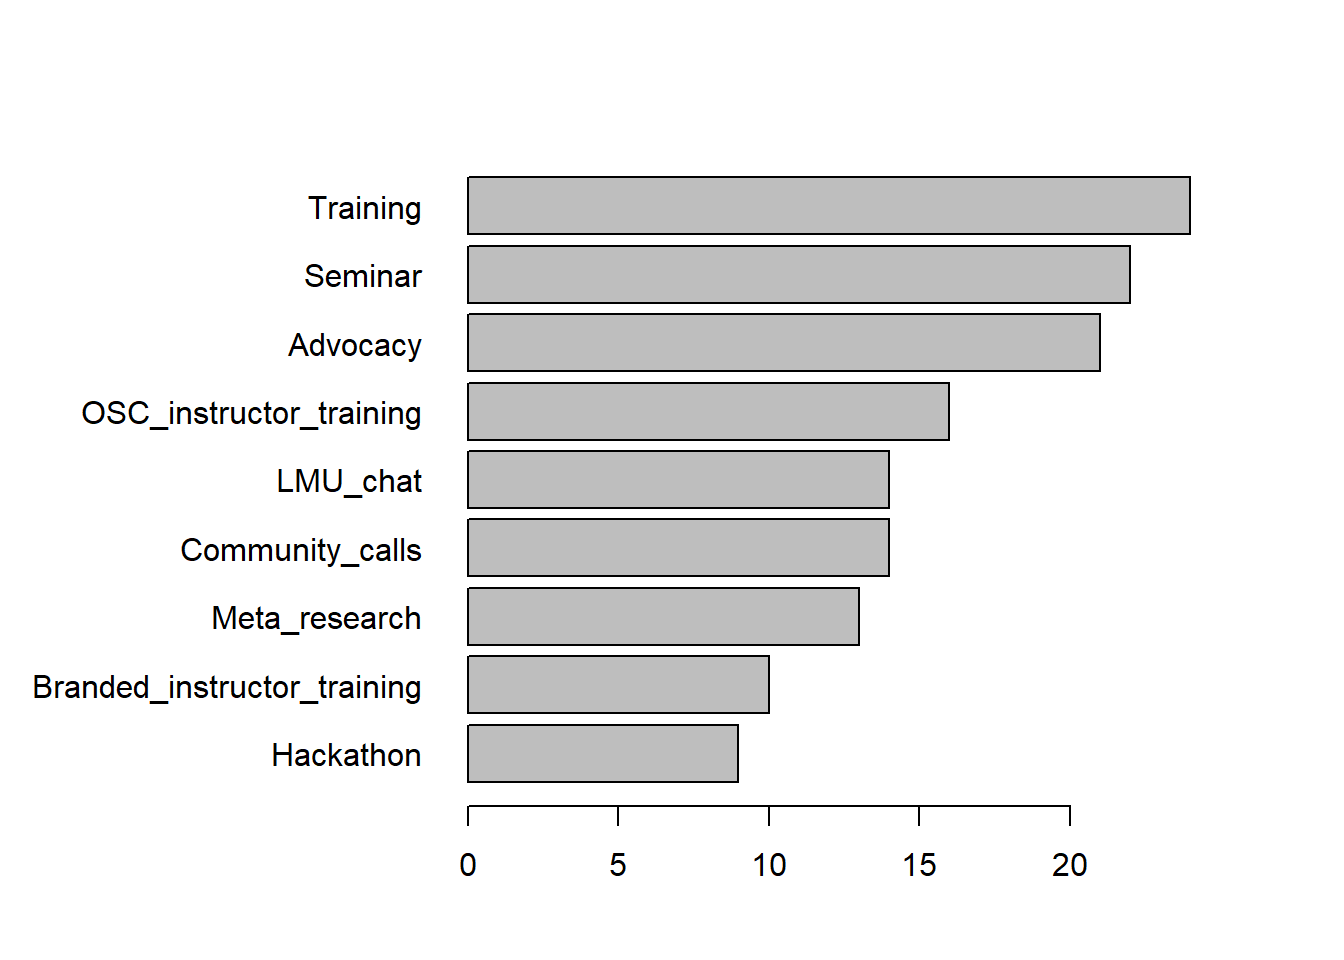 Training
Seminar
Advocacy
OSC_instructor_training
LMU_chat
Community_calls
Meta_research
Branded_instructor_training
Hackathon
0 5 10 15 20